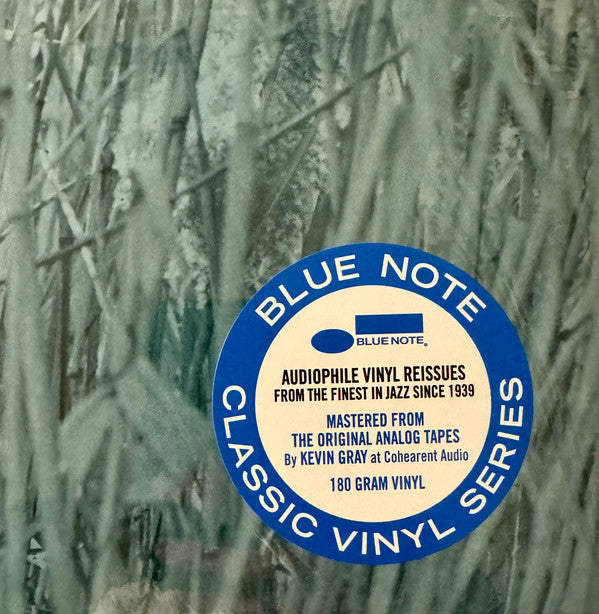 BLUE NOTE
BLUE NOTE®
AUDIOPHILE VINYL REISSUES
FROM THE FINEST IN JAZZ SINCE 1939
MASTERED FROM
THE ORIGINAL ANALOG TAPES
By KEVIN GRAY at Cohearent Audio
180 GRAM VINYL
CLASSIC VINYL SERIES